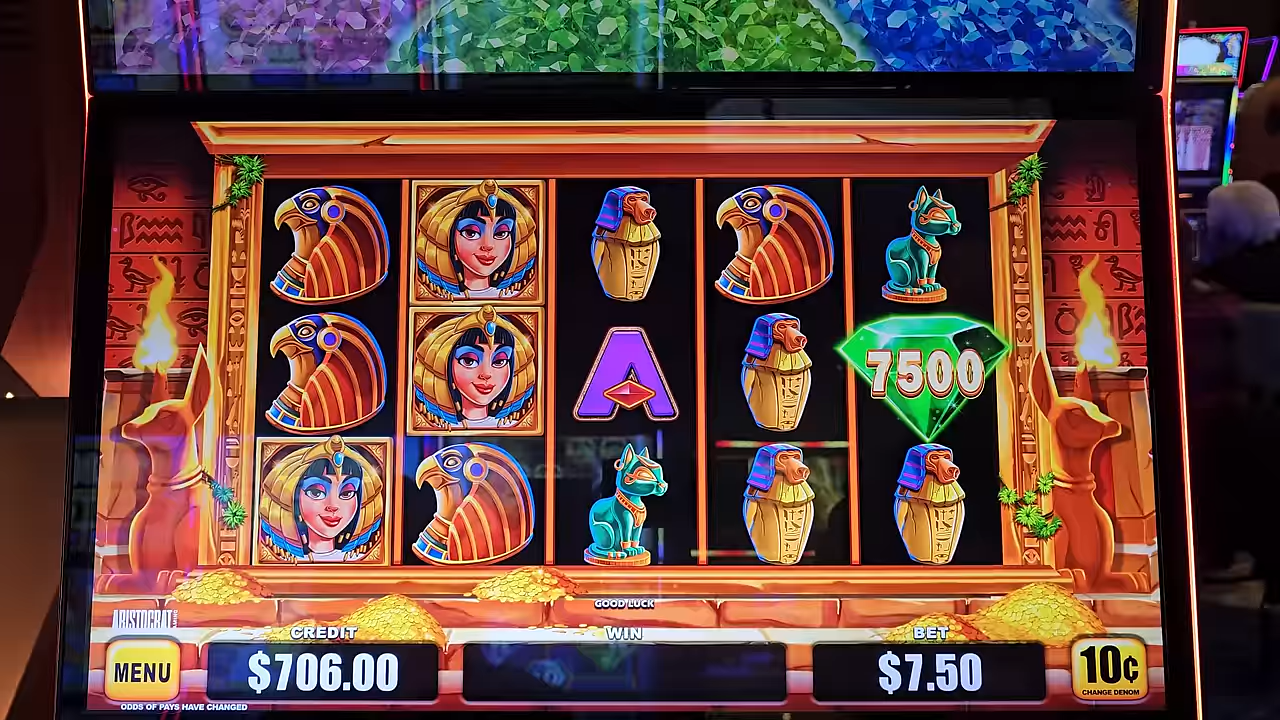 A
7500
GOOD LUCK
ARISTOCRAT
CREDIT
WIN
BET
MENU
$706.00
$7.50
10¢
CHANGE DENOM
ODDS OF PAYS HAVE CHANGED